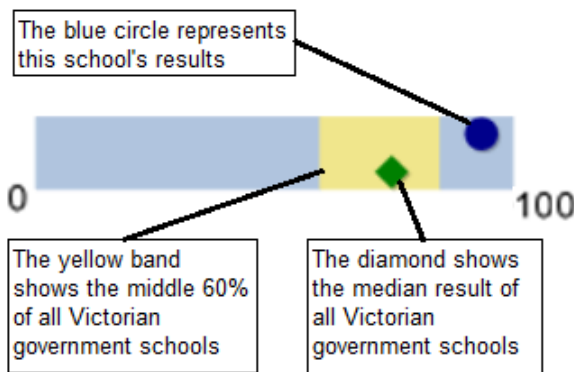 The blue circle represents
this school's results
0
100
The yellow band
shows the middle 60%
of all Victorian
government schools
The diamond shows
the median result of
all Victorian
government schools